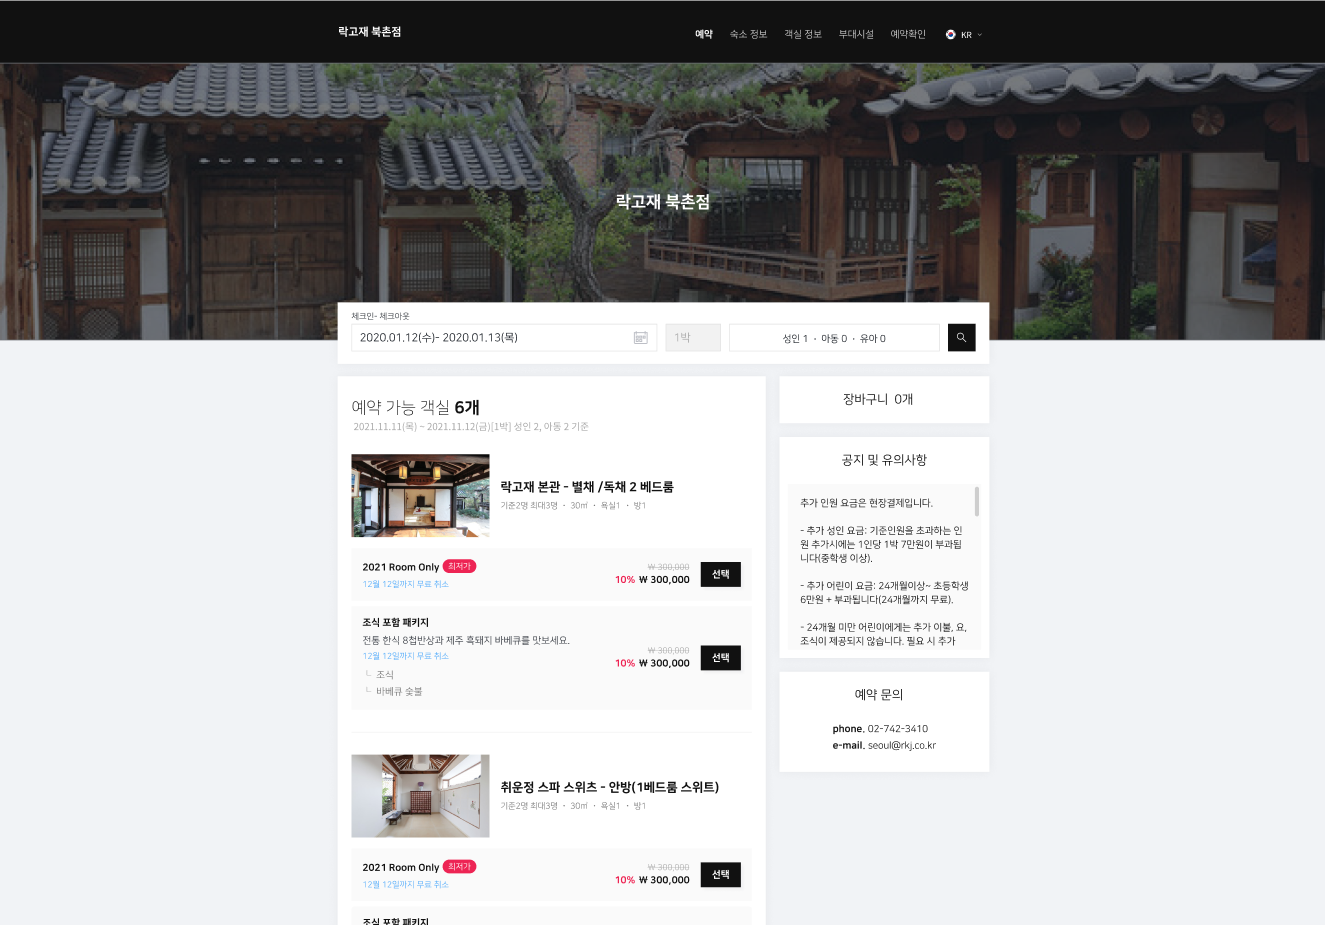 락고재 북촌점
예약 숙소 정보 객실 정보 부대시설 예약확인 KR
락고재 북촌점
체크인- 체크아웃
2020.01.12(수)- 2020.01.13(목) 1박 성인 1 · 아동 0 · 유아 0
예약 가능 객실 6개
2021.11.11(목) ~ 2021.11.12(금)[1박] 성인 2, 아동 2 기준
락고재 본관 - 별채 /독채 2 베드룸
기준2명 최대3명 · 30㎡ · 욕실1 · 방1
2021 Room Only 최저가
12월 12일까지 무료 취소
₩ 300,000
10% ₩ 300,000
선택
조식 포함 패키지
전통 한식 8첩반상과 제주 흑돼지 바베큐를 맛보세요.
12월 12일까지 무료 취소
└ 조식
└ 바베큐 숯불
₩ 300,000
10% ₩ 300,000
선택
취운정 스파 스위츠 - 안방(1베드룸 스위트)
기준2명 최대3명 · 30㎡ · 욕실1 · 방1
2021 Room Only 최저가
12월 12일까지 무료 취소
₩ 300,000
10% ₩ 300,000
선택
조식 포함 패키지
장바구니 0개
공지 및 유의사항
추가 인원 요금은 현장결제입니다.
- 추가 성인 요금: 기준인원을 초과하는 인
원 추가시에는 1인당 1박 7만원이 부과됩
니다(중학생 이상).
- 추가 어린이 요금: 24개월이상~ 초등학생
6만원 + 부과됩니다(24개월까지 무료).
- 24개월 미만 어린이에게는 추가 이불, 요,
조식이 제공되지 않습니다. 필요 시 추가
예약 문의
phone. 02-742-3410
e-mail. seoul@rkj.co.kr